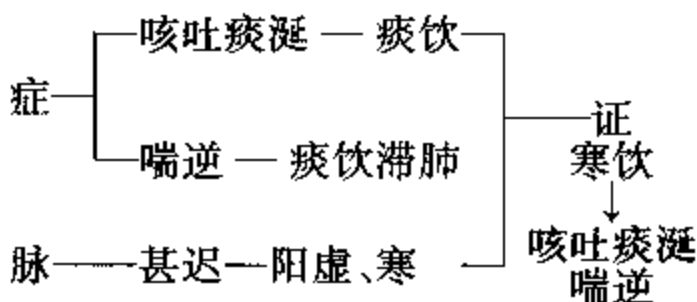 咳吐痰涎 — 痰饮
症
证
喘逆 — 痰饮滞肺
寒饮
脉 — 甚迟 — 阳虚、寒
咳吐痰涎
喘逆